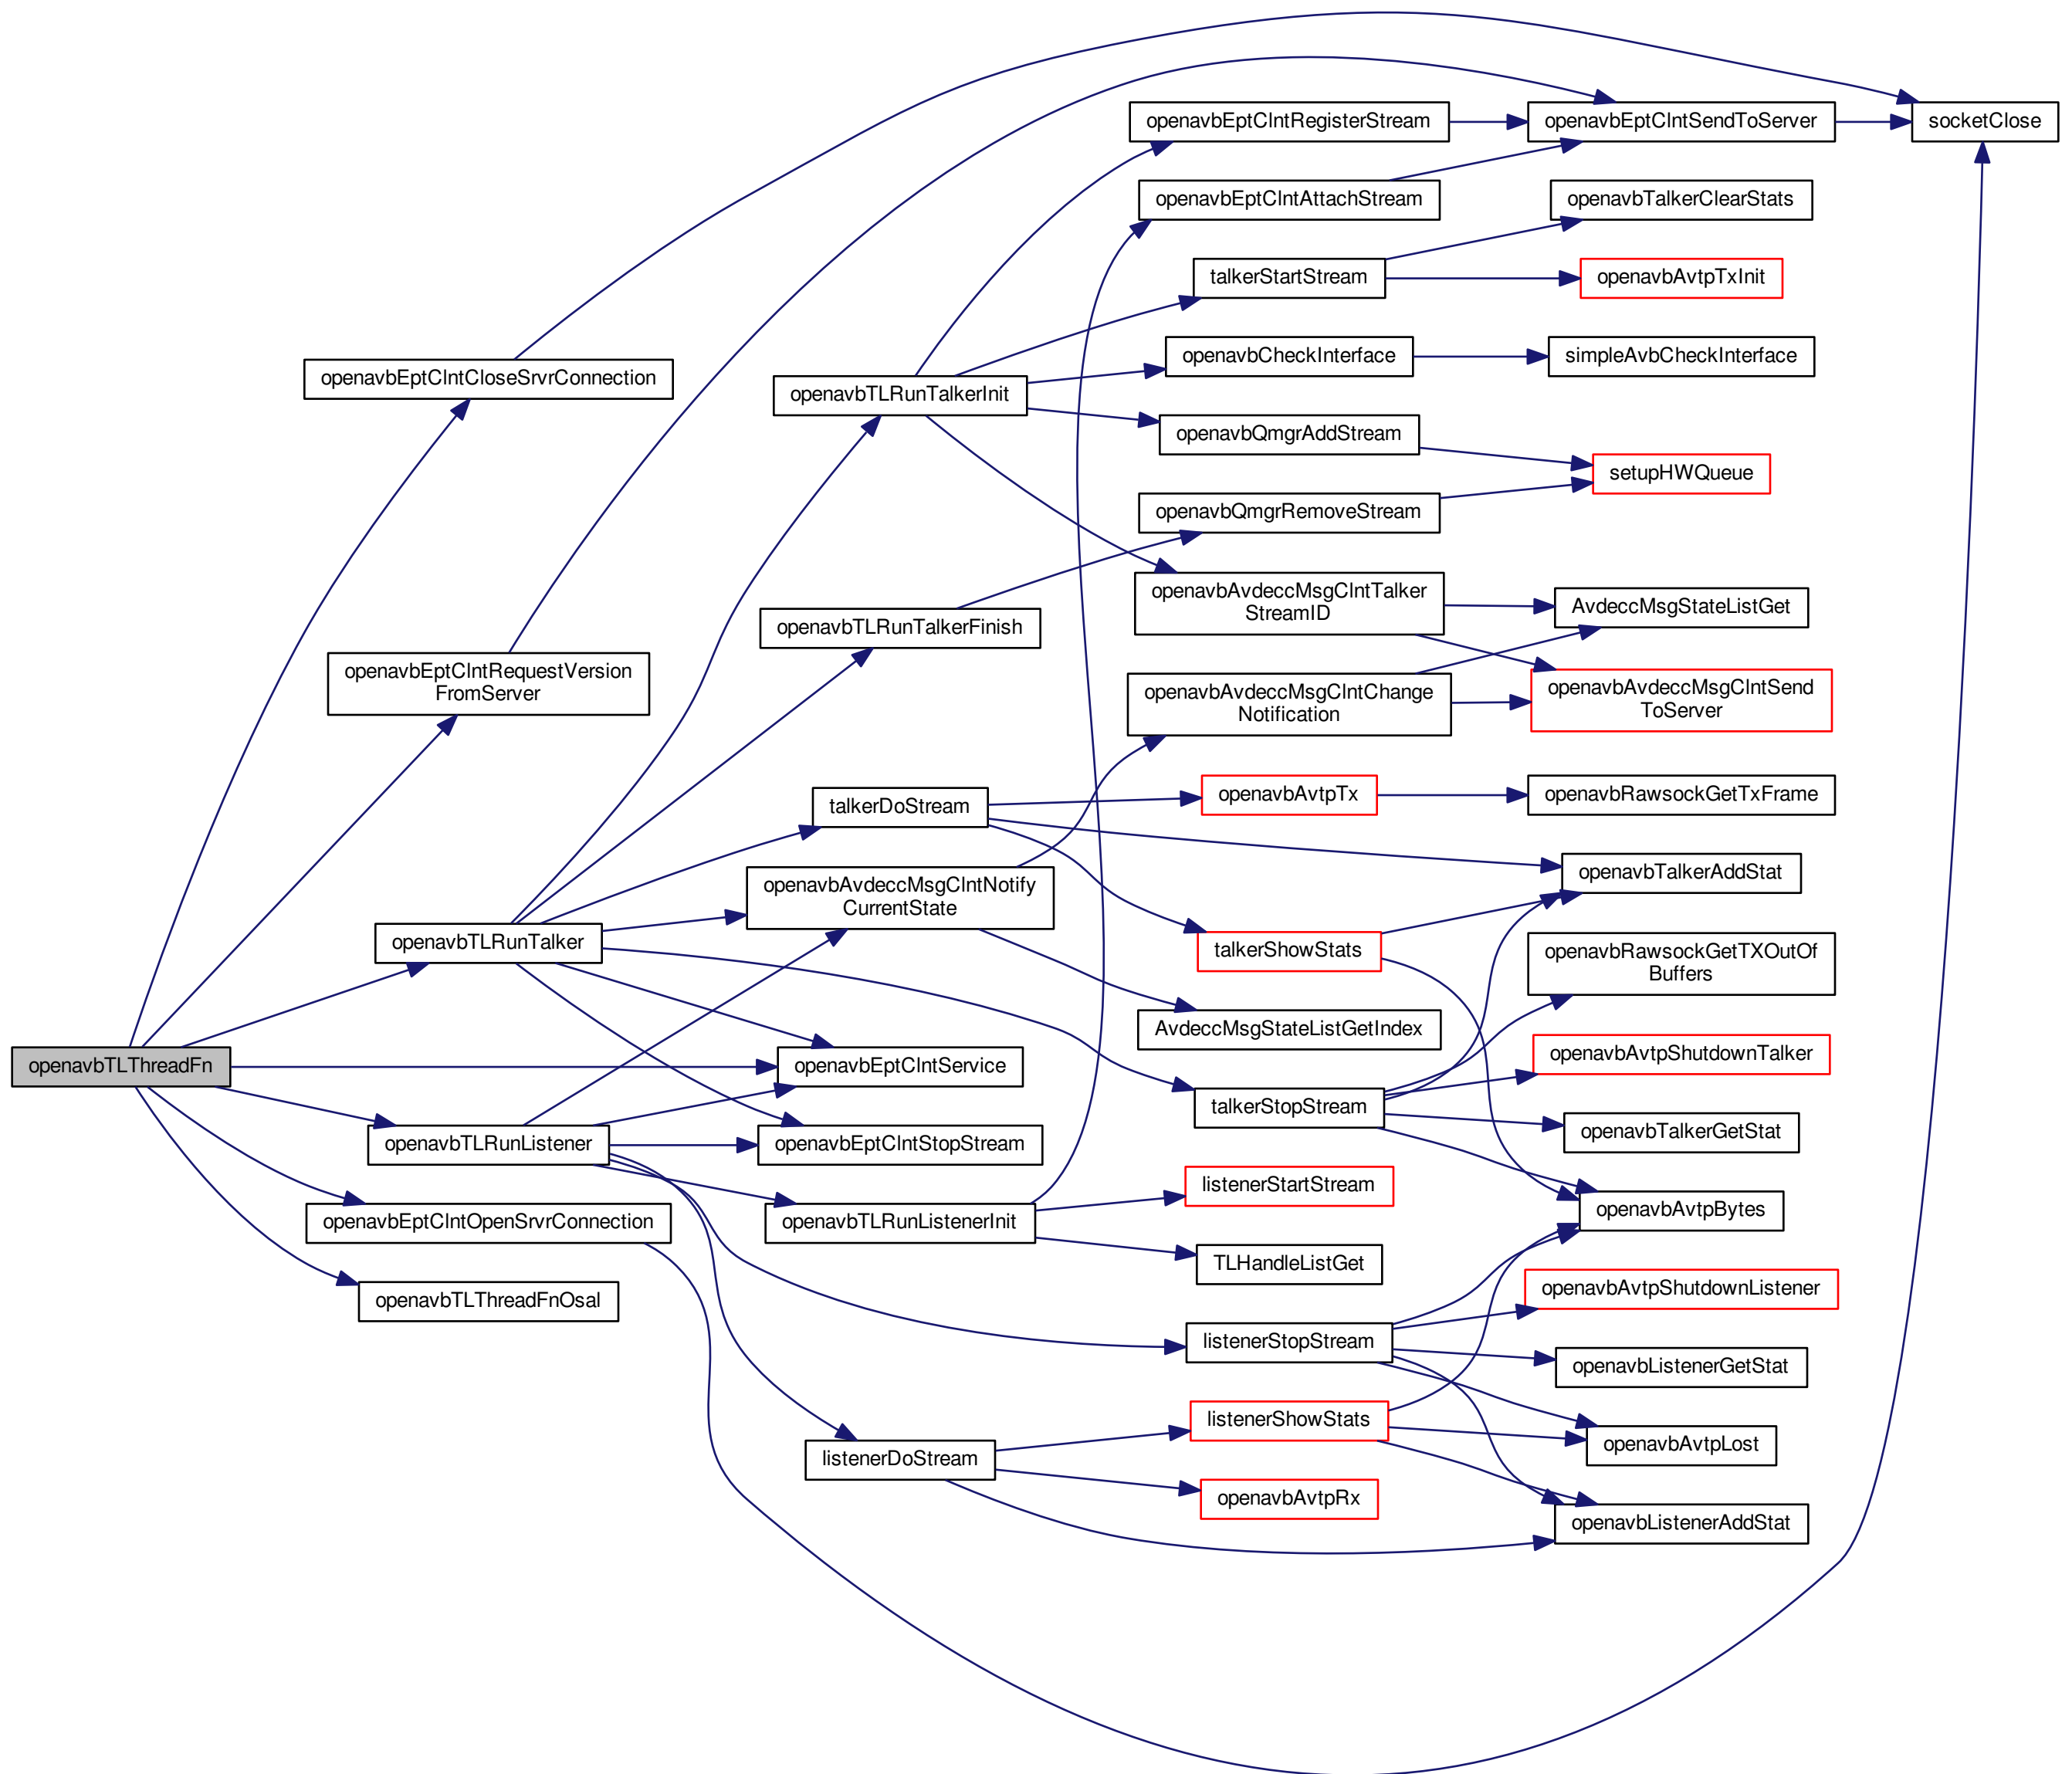 openavbEptClntRegisterStream
openavbEptClntSendToServer
socketClose
openavbEptClntAttachStream
openavbTalkerClearStats
talkerStartStream
openavbAvtpTxInit
openavbCheckInterface
simpleAvbCheckInterface
openavbEptClntCloseSrvrConnection
openavbTLRunTalkerInit
openavbQmgrAddStream
setupHWQueue
openavbQmgrRemoveStream
openavbAvdeccMsgClntTalker
StreamID
AvdeccMsgStateListGet
openavbTLRunTalkerFinish
openavbEptClntRequestVersion
FromServer
openavbAvdeccMsgClntChange
Notification
openavbAvdeccMsgClntSend
ToServer
talkerDoStream
openavbAvtpTx
openavbRawsockGetTxFrame
openavbTalkerAddStat
openavbAvdeccMsgClntNotify
CurrentState
openavbTLRunTalker
talkerShowStats
openavbRawsockGetTXOutOf
Buffers
AvdeccMsgStateListGetIndex
openavbTLThreadFn
openavbEptClntService
openavbAvtpShutdownTalker
talkerStopStream
openavbTLRunListener
openavbEptClntStopStream
openavbTalkerGetStat
listenerStartStream
openavbEptClntOpenSrvrConnection
openavbTLRunListenerInit
openavbAvtpBytes
TLHandleListGet
openavbTLThreadFnOsal
openavbAvtpShutdownListener
listenerStopStream
openavbListenerGetStat
listenerShowStats
openavbAvtpLost
listenerDoStream
openavbAvtpRx
openavbListenerAddStat